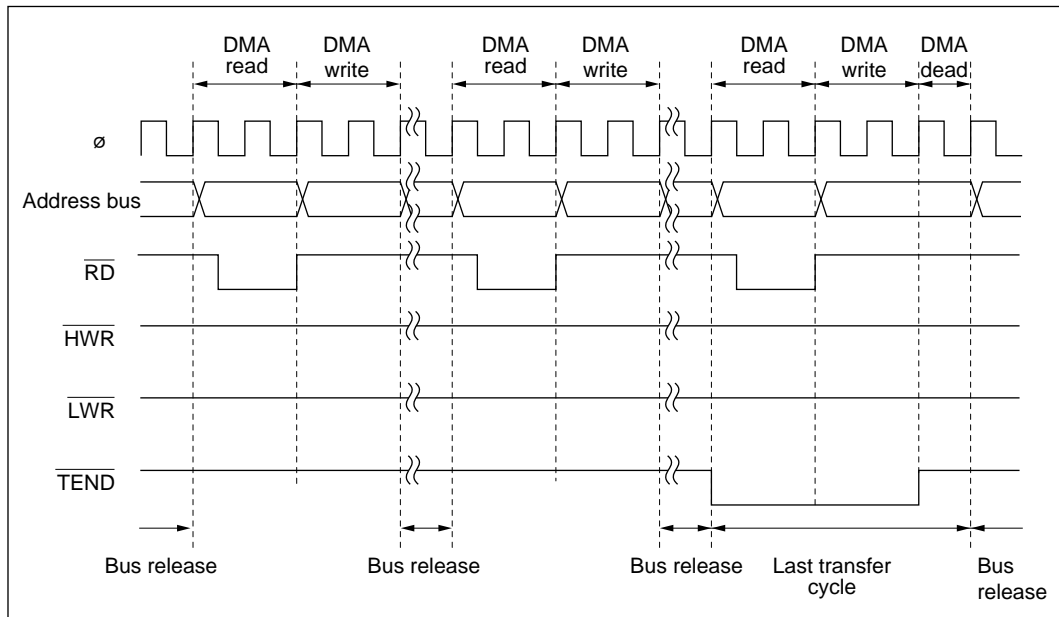 DMA read
DMA write
DMA read
DMA write
DMA read
DMA write
DMA dead
ø
Address bus
RD
HWR
LWR
TEND
Bus release
Bus release
Bus release
Last transfer cycle
Bus release